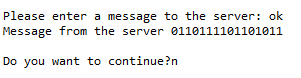 Please enter a message to the server: ok
Message from the server 0110111101101011
Do you want to continue?n